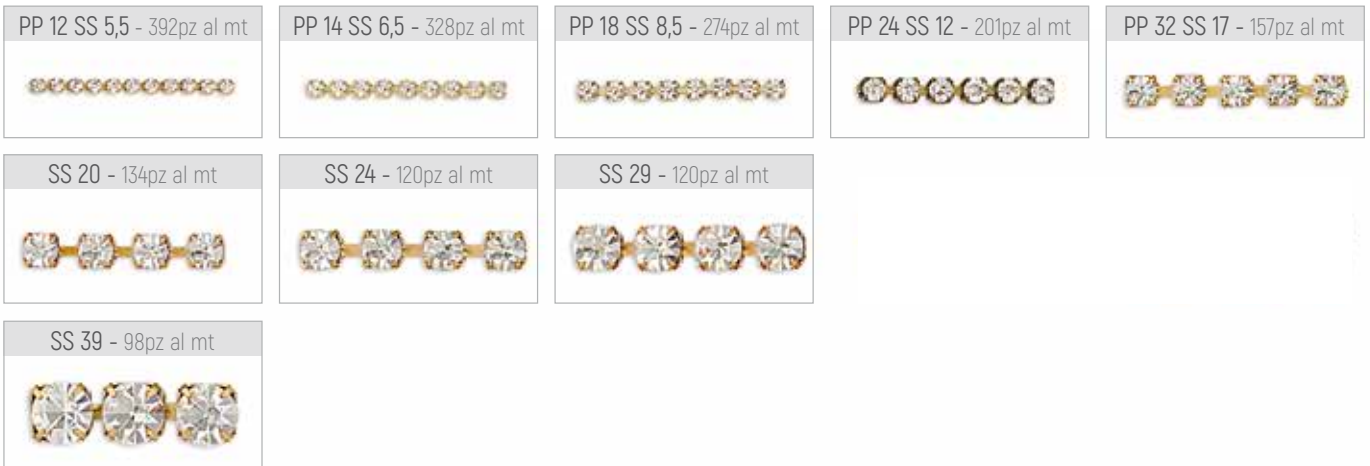 PP 12 SS 5,5 - 392pz al mt
PP 14 SS 6,5 - 328pz al mt
PP 18 SS 8,5 - 274pz al mt
PP 24 SS 12 - 201pz al mt
PP 32 SS 17 - 157pz al mt
SS 20 - 134pz al mt
SS 24 - 120pz al mt
SS 29 - 120pz al mt
SS 39 - 98pz al mt